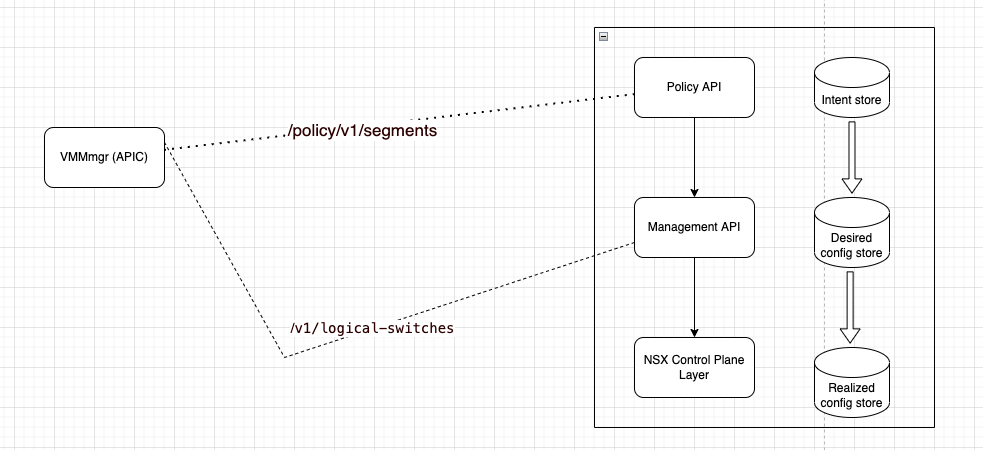 Policy API
Intent store
/policy/v1/segments
VMMmgr (APIC)
Management API
Desired
config store
/v1/logical-switches
NSX Control Plane
Layer
Realized
config store